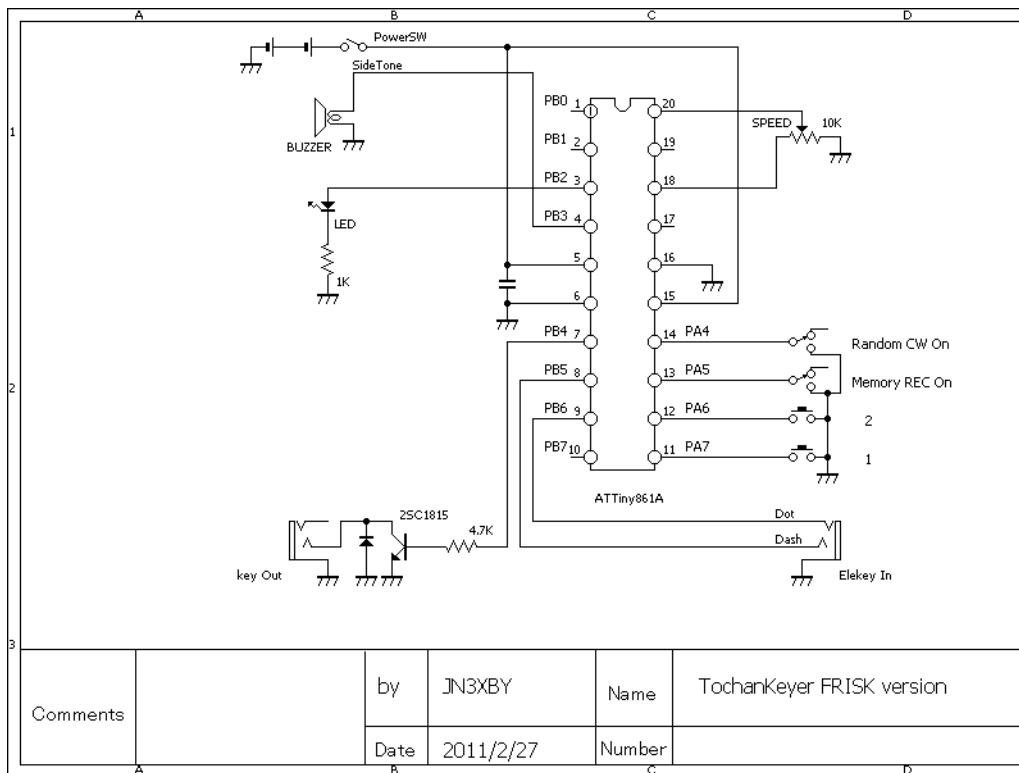 A B C D
PowerSW
SideTone
PB0 1 20
SPEED 10K
1
BUZZER
PB1 2 19
PB2 3 18
LED
PB3 4 17
1K
5 16
6 15
PB4 7 14 PA4 Random CW On
PB5 8 13 PA5 Memory REC On
2
PB6 9 12 PA6 2
PB7 10 11 PA7 1
ATTiny861A
2SC1815
4.7K
Dot
Dash
key Out
Elekey In
3
Comments
by JN3XBY Name TochanKeyer FRISK version
Date 2011/2/27 Number
A B C D